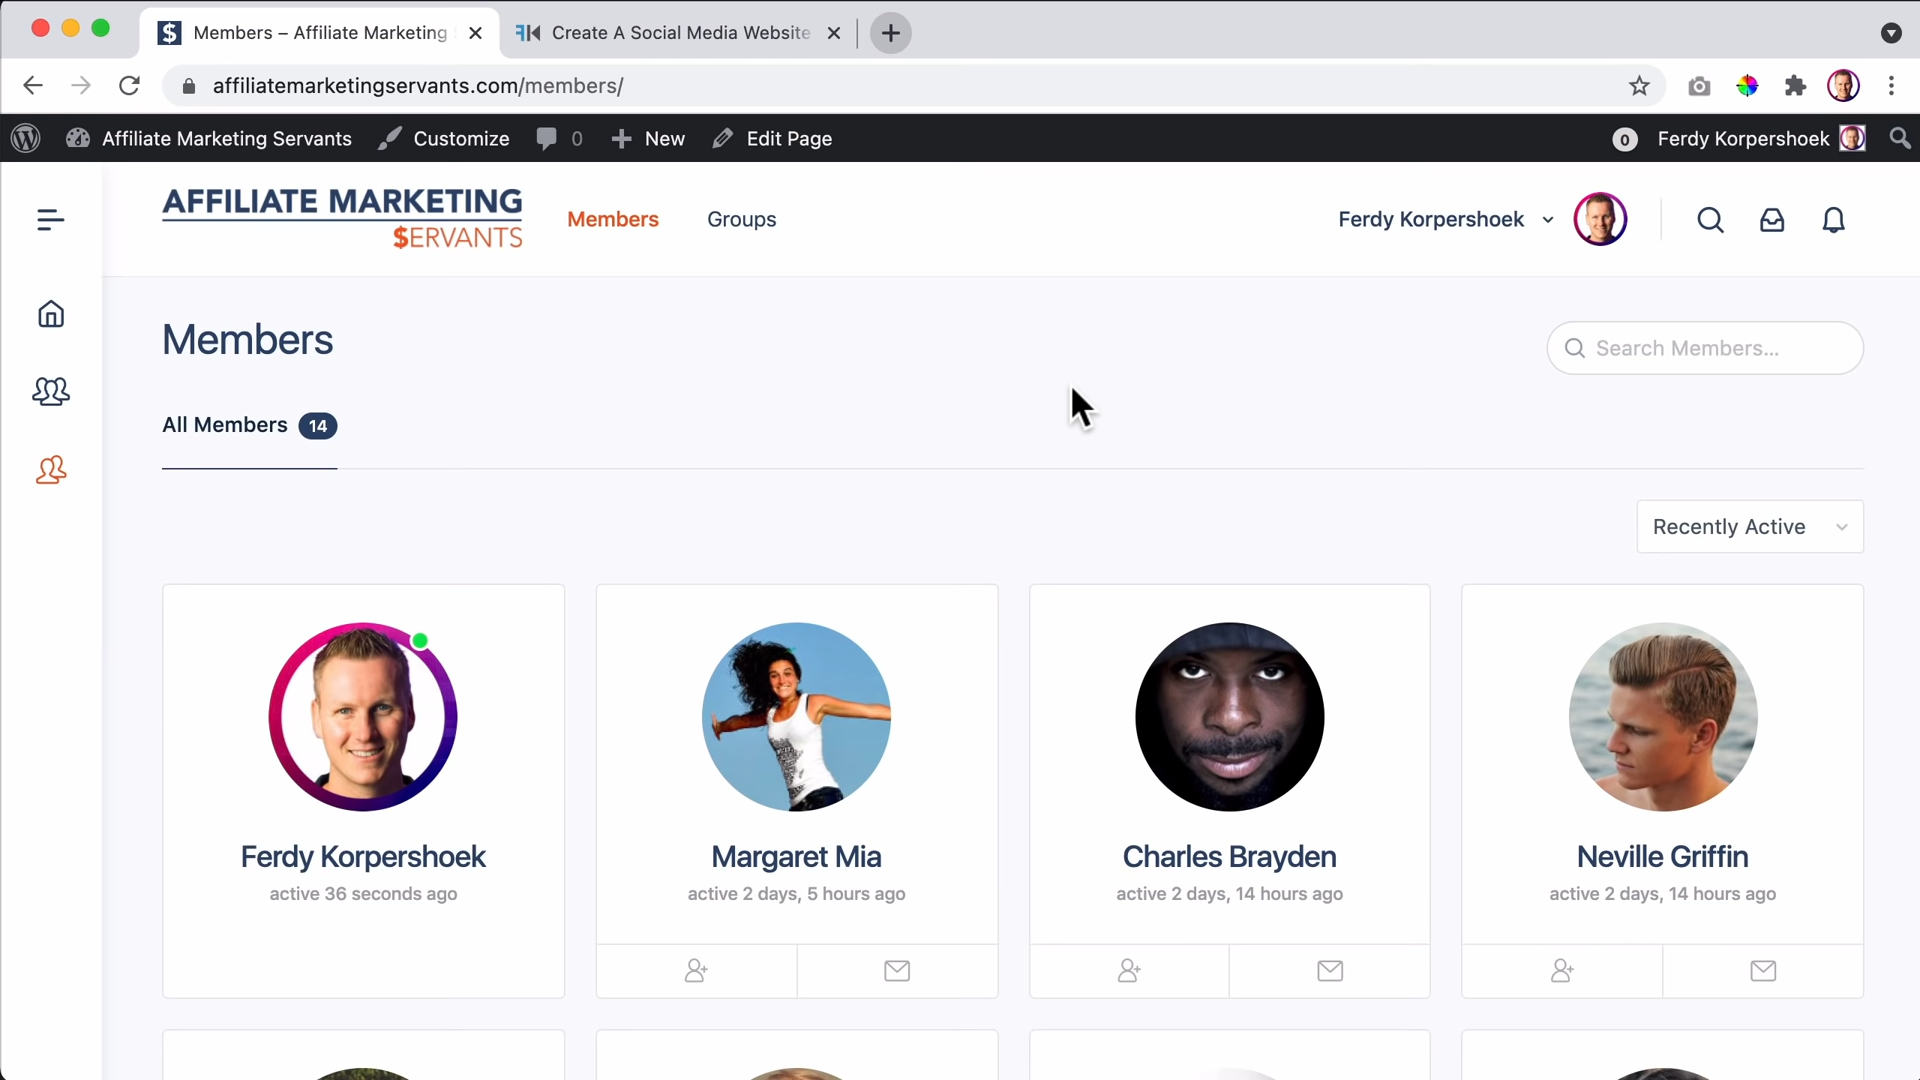 Members – Affiliate Marketing
Create A Social Media Website
affiliatemarketingservants.com/members/
Affiliate Marketing Servants
Customize
0
New
Edit Page
0
Ferdy Korpershoek
AFFILIATE MARKETING
$ERVANTS
Members
Groups
Ferdy Korpershoek
Members
Search Members...
All Members 14
Recently Active
Ferdy Korpershoek
active 36 seconds ago
Margaret Mia
active 2 days, 5 hours ago
Charles Brayden
active 2 days, 14 hours ago
Neville Griffin
active 2 days, 14 hours ago